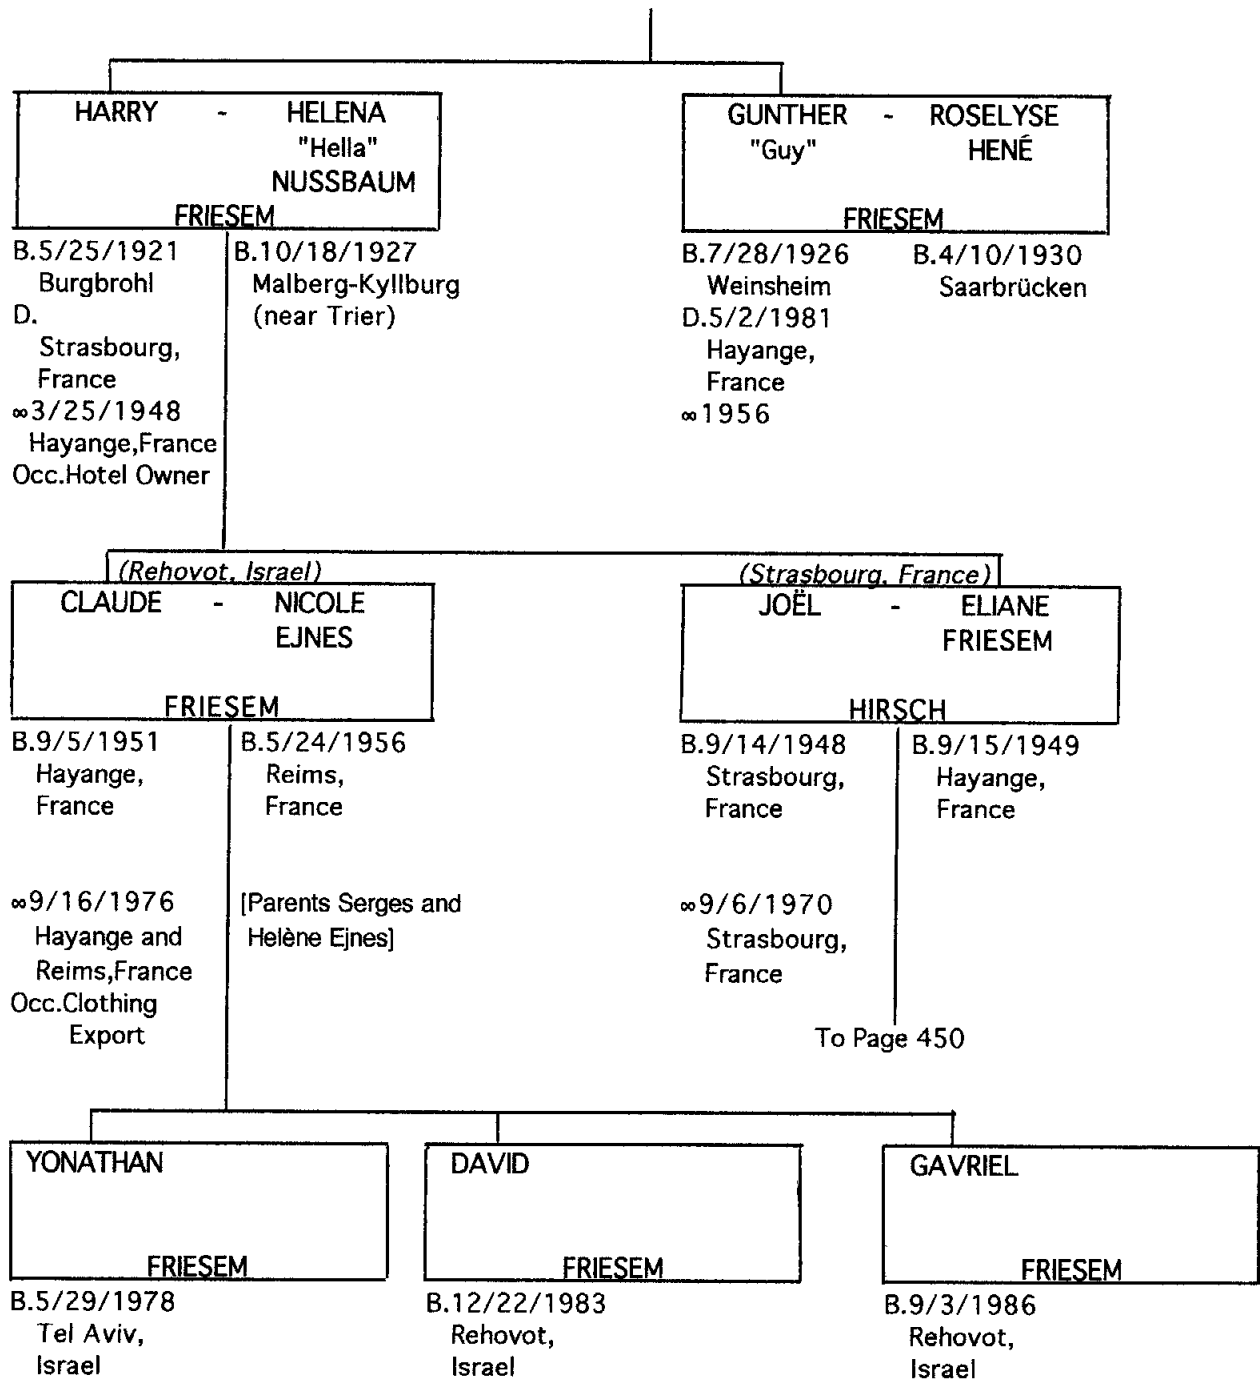 HARRY - HELENA
"Hella"
NUSSBAUM
FRIESEM
B.5/25/1921
Burgbrohl
D.
Strasbourg,
France
∞3/25/1948
Hayange,France
Occ.Hotel Owner
B.10/18/1927
Malberg-Kyllburg
(near Trier)
GUNTHER - ROSELYSE
"Guy" HENÉ
FRIESEM
B.7/28/1926
Weinsheim
D.5/2/1981
Hayange,
France
∞1956
B.4/10/1930
Saarbrücken
(Rehovot, Israel)
CLAUDE - NICOLE
EJNES
FRIESEM
B.9/5/1951
Hayange,
France
∞9/16/1976
Hayange and
Reims,France
Occ.Clothing
Export
B.5/24/1956
Reims,
France
[Parents Serges and
Helène Ejnes]
(Strasbourg, France)
JOËL - ELIANE
FRIESEM
HIRSCH
B.9/14/1948
Strasbourg,
France
∞9/6/1970
Strasbourg,
France
B.9/15/1949
Hayange,
France
To Page 450
YONATHAN
FRIESEM
B.5/29/1978
Tel Aviv,
Israel
DAVID
FRIESEM
B.12/22/1983
Rehovot,
Israel
GAVRIEL
FRIESEM
B.9/3/1986
Rehovot,
Israel